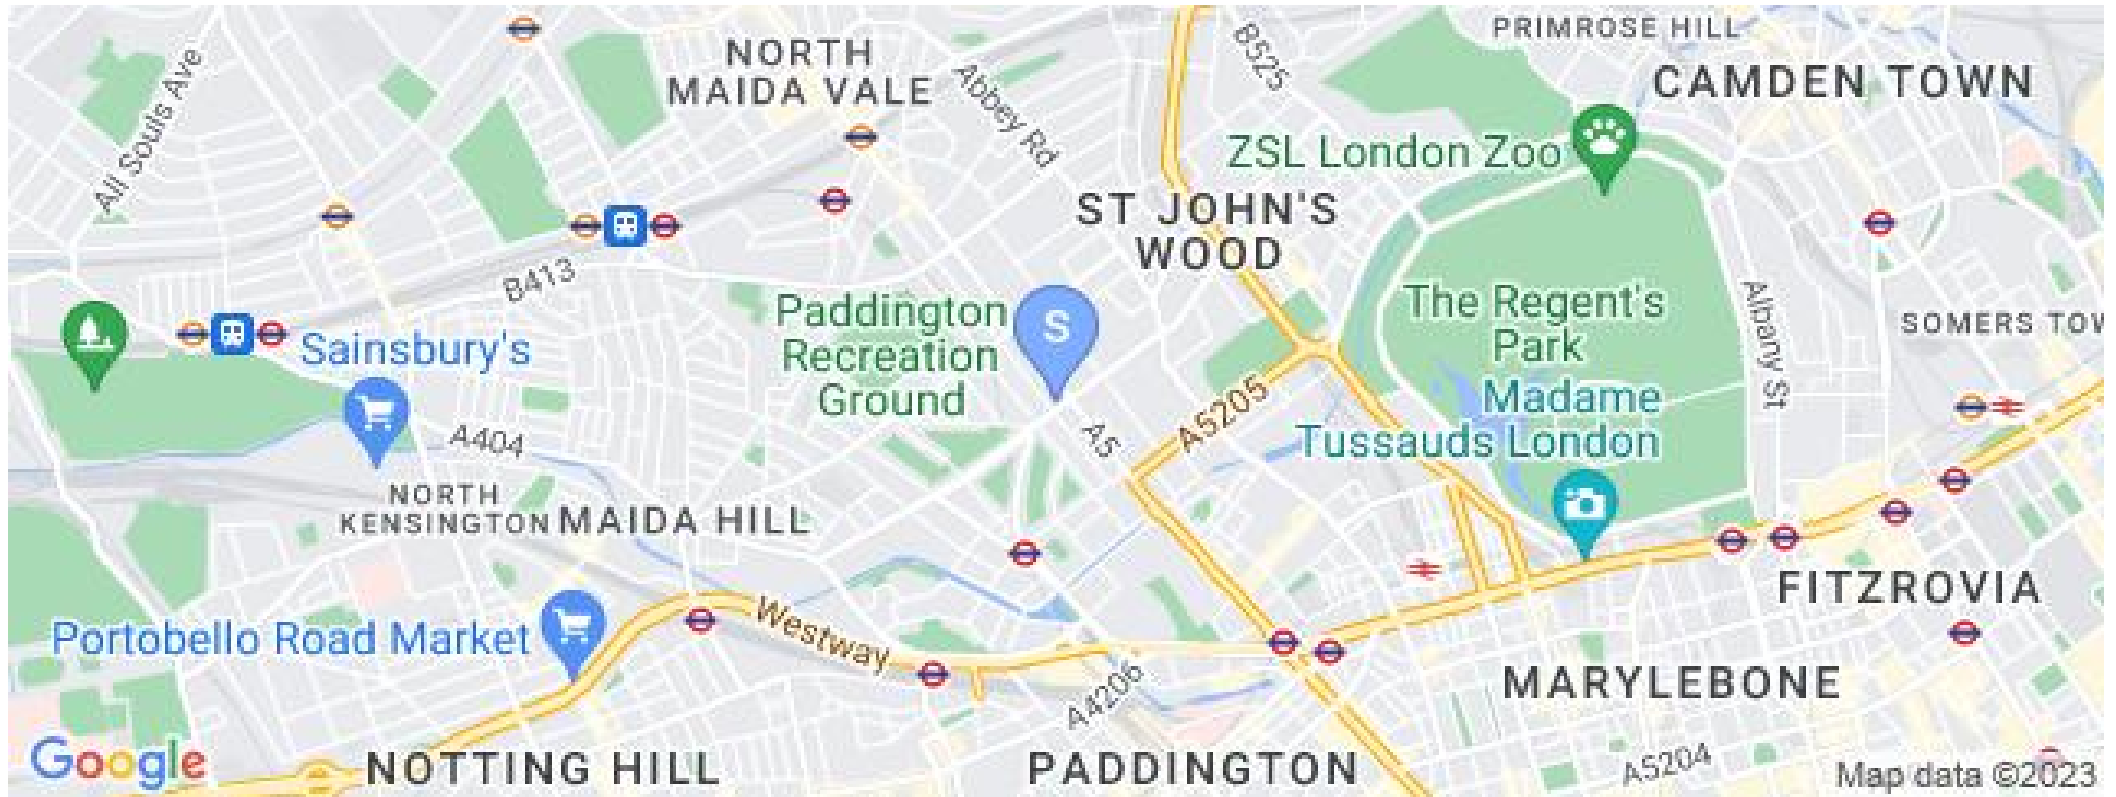 PRIMROSE HILL
CAMDEN TOWN
B525
NORTH
MAIDA VALE
Abbey Rd
All Souls Ave
ZSL London Zoo
ST JOHN'S
WOOD
B413
Paddington
Recreation
Ground
S
The Regent's
Park
Albany St
SOMERS TOW
Sainsbury's
Madame
Tussauds London
A5205
A5
A404
NORTH
KENSINGTON
MAIDA HILL
FITZROVIA
Portobello Road Market
Westway
A4206
MARYLEBONE
Google
NOTTING HILL
PADDINGTON
A5204
Map data ©2023